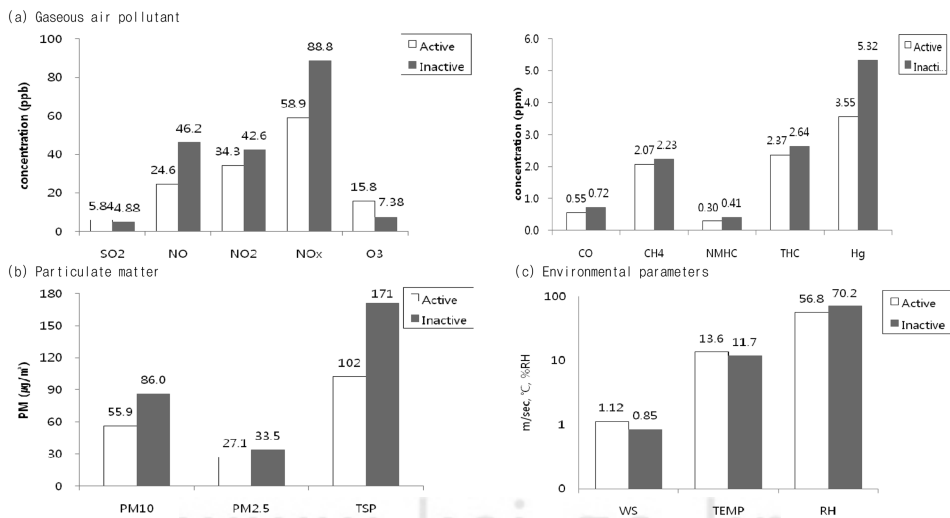 (a) Gaseous air pollutant
concentration (ppb)
100
80
60
40
20
0
5.84 4.88
24.6 46.2
34.3 42.6
58.9 88.8
15.8 7.38
SO2 NO NO2 NOx O3
Active
Inactive
concentration (ppm)
6.0
5.0
4.0
3.0
2.0
1.0
0.0
0.55 0.72
2.07 2.23
0.30 0.41
2.37 2.64
3.55 5.32
CO CH4 NMHC THC Hg
Active
Inacti...
(b) Particulate matter
PM (㎍/㎥)
180
150
120
90
60
30
0
55.9 86.0
27.1 33.5
102 171
PM10 PM2.5 TSP
Active
Inactive
(c) Environmental parameters
m/sec, ℃, %RH
100
10
1
0
1.12 0.85
13.6 11.7
56.8 70.2
WS TEMP RH
Active
Inactive